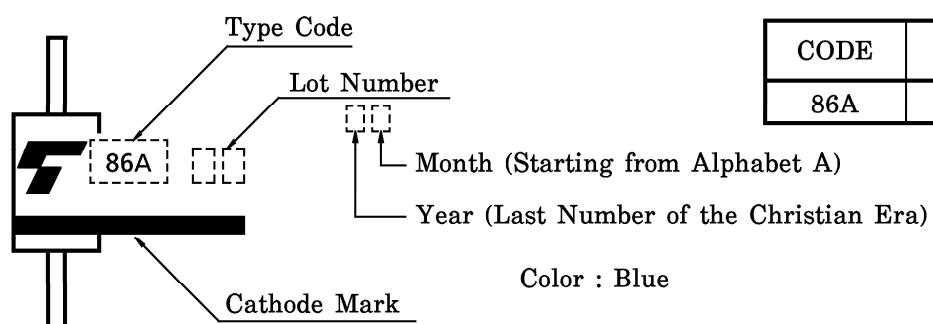 Type Code
CODE
Lot Number
86A
86A
Month (Starting from Alphabet A)
Year (Last Number of the Christian Era)
Color : Blue
Cathode Mark